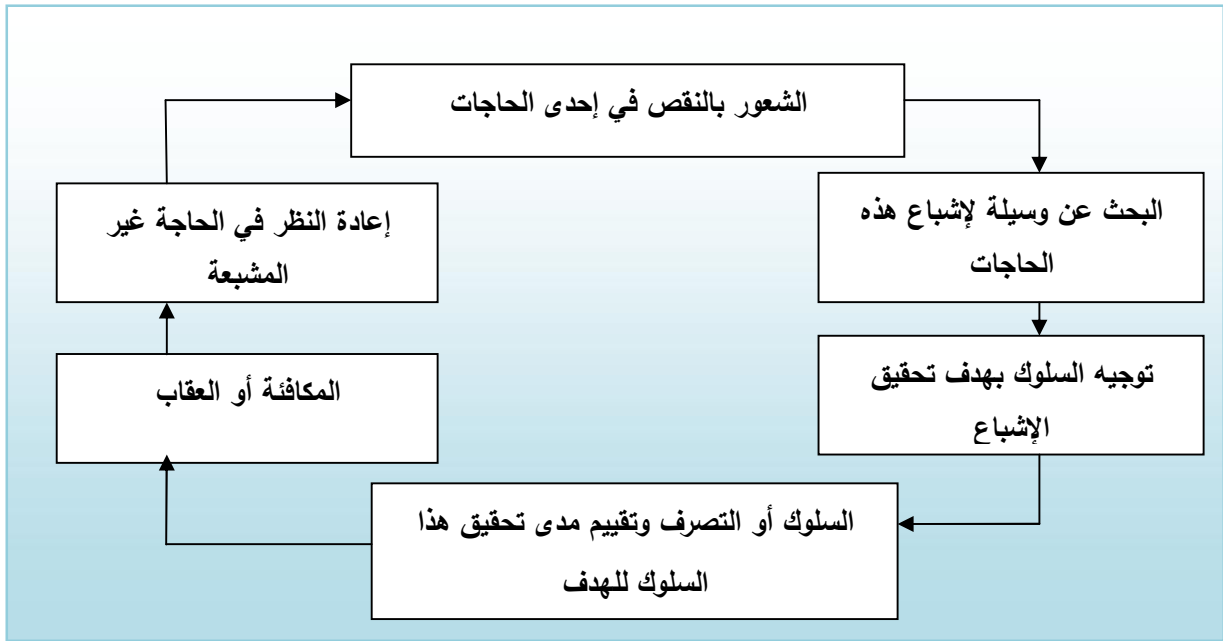 الشعور بالنقص في إحدى الحاجات
البحث عن وسيلة لإشباع هذه
الحاجات
توجيه السلوك بهدف تحقيق
الإشباع
السلوك أو التصرف وتقييم مدى تحقيق هذا
السلوك للهدف
المكافئة أو العقاب
إعادة النظر في الحاجة غير
المشبعة